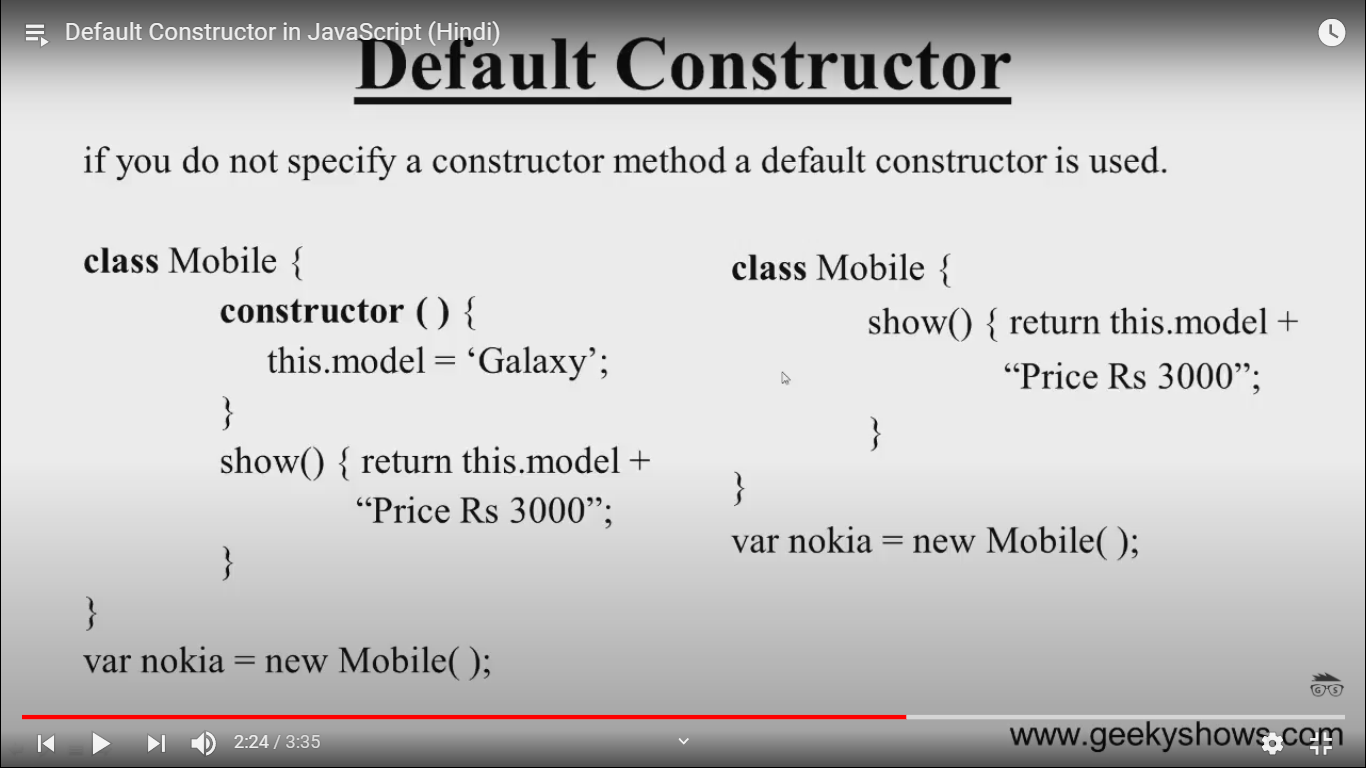 Default Constructor in JavaScript (Hindi)
Default Constructor
if you do not specify a constructor method a default constructor is used.
class Mobile {
constructor ( ) {
this.model = ‘Galaxy’;
}
show() { return this.model +
“Price Rs 3000”;
}
}
var nokia = new Mobile( );
class Mobile {
show() { return this.model +
“Price Rs 3000”;
}
}
var nokia = new Mobile( );
G S
www.geekyshows.com
2:24 / 3:35